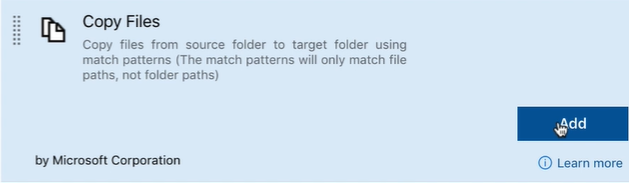 Copy Files
Copy files from source folder to target folder using
match patterns (The match patterns will only match file
paths, not folder paths)
Add
by Microsoft Corporation
Learn more